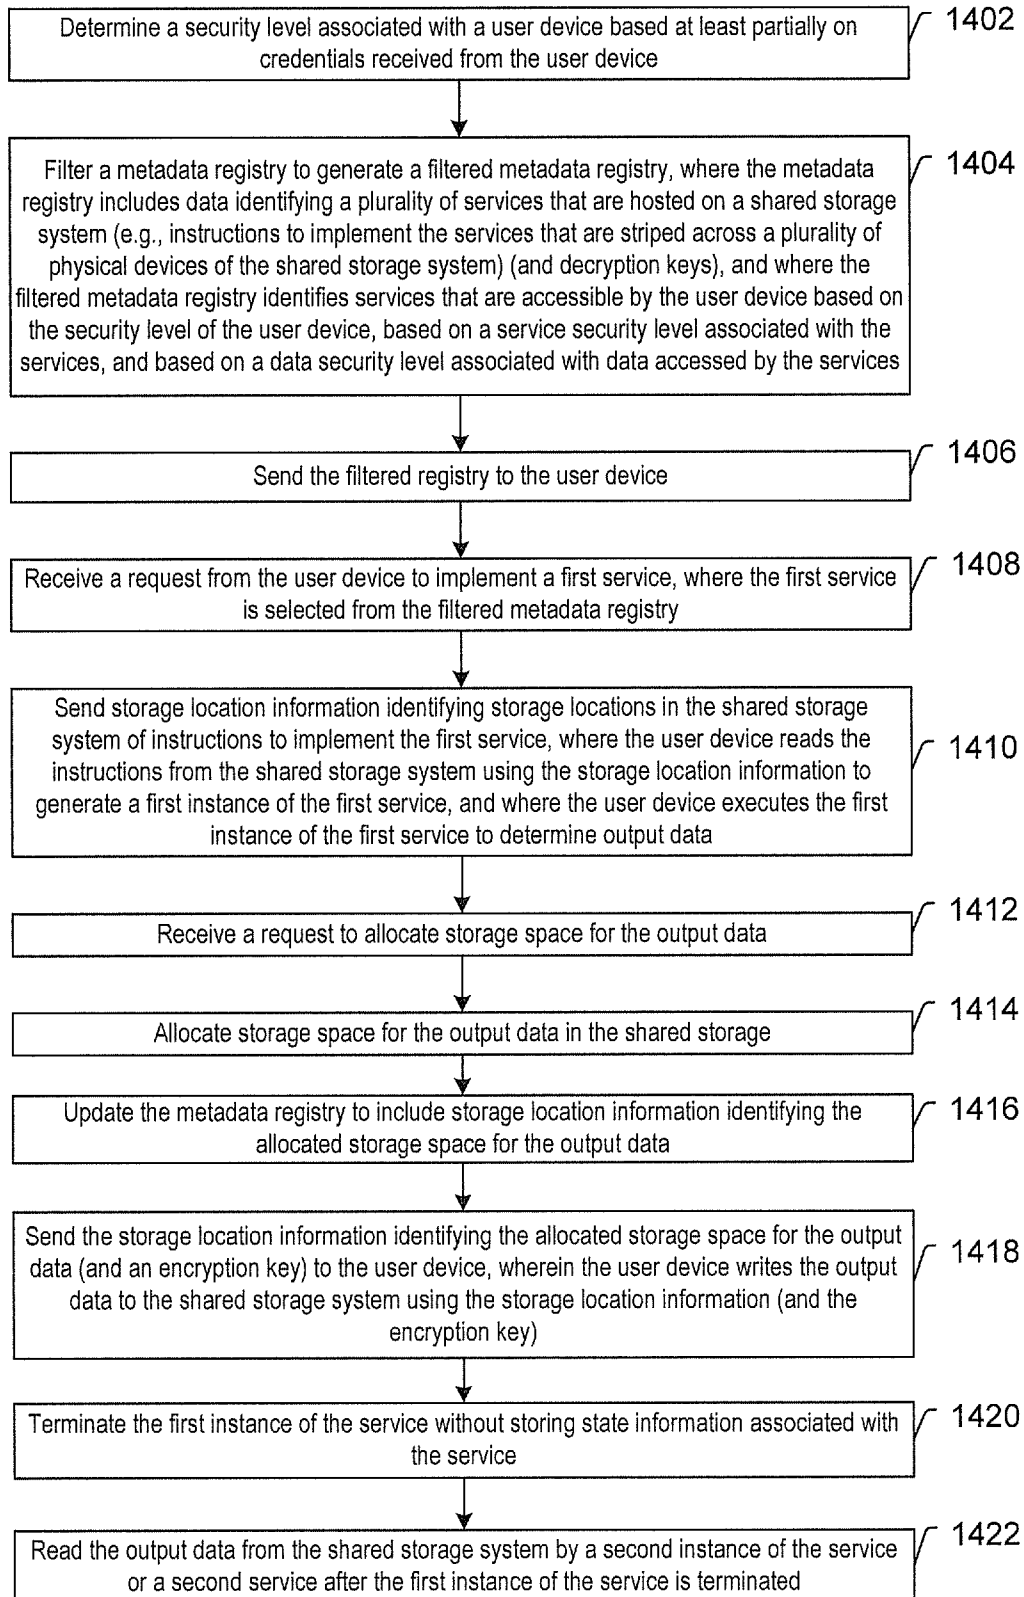 Determine a security level associated with a user device based at least partially on
credentials received from the user device
1402
Filter a metadata registry to generate a filtered metadata registry, where the metadata
registry includes data identifying a plurality of services that are hosted on a shared storage
system (e.g., instructions to implement the services that are striped across a plurality of
physical devices of the shared storage system) (and decryption keys), and where the
filtered metadata registry identifies services that are accessible by the user device based on
the security level of the user device, based on a service security level associated with the
services, and based on a data security level associated with data accessed by the services
1404
Send the filtered registry to the user device
1406
Receive a request from the user device to implement a first service, where the first service
is selected from the filtered metadata registry
1408
Send storage location information identifying storage locations in the shared storage
system of instructions to implement the first service, where the user device reads the
instructions from the shared storage system using the storage location information to
generate a first instance of the first service, and where the user device executes the first
instance of the first service to determine output data
1410
Receive a request to allocate storage space for the output data
1412
Allocate storage space for the output data in the shared storage
1414
Update the metadata registry to include storage location information identifying the
allocated storage space for the output data
1416
Send the storage location information identifying the allocated storage space for the output
data (and an encryption key) to the user device, wherein the user device writes the output
data to the shared storage system using the storage location information (and the
encryption key)
1418
Terminate the first instance of the service without storing state information associated with
the service
1420
Read the output data from the shared storage system by a second instance of the service
or a second service after the first instance of the service is terminated
1422